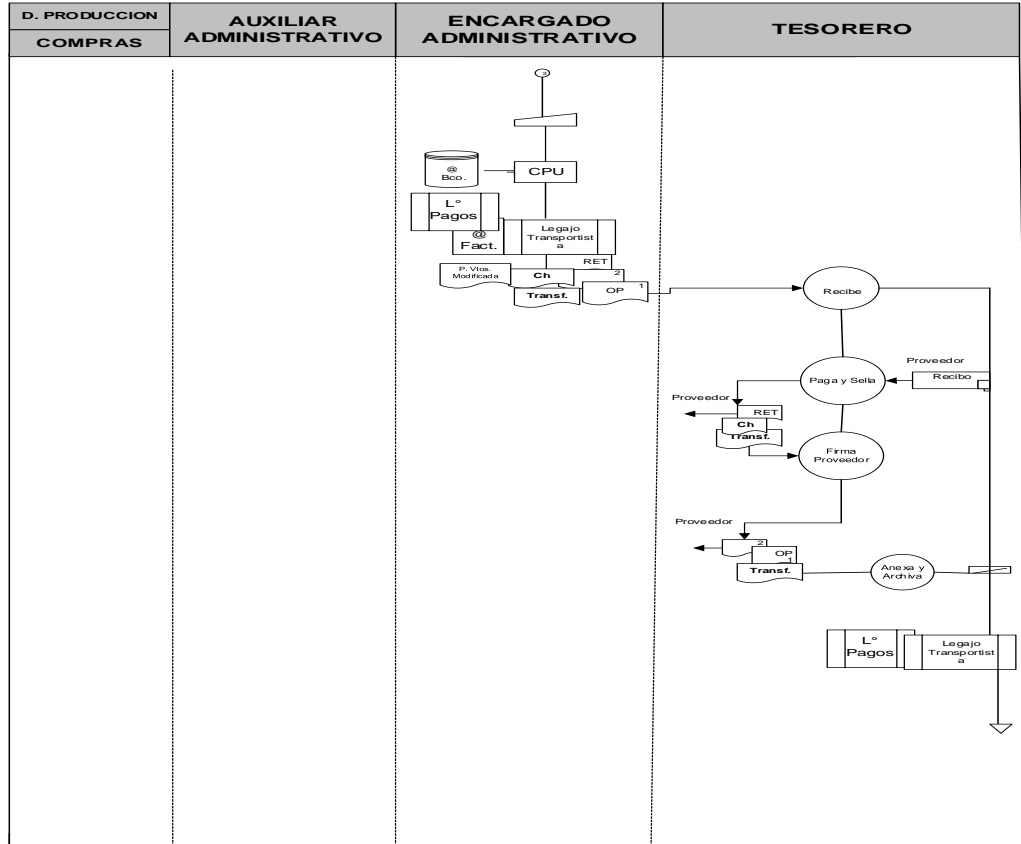 D. PRODUCCION
COMPRAS
AUXILIAR
ADMINISTRATIVO
ENCARGADO
ADMINISTRATIVO
TESORERO
3
CPU
@
Bco.
L°
Pagos
@
Fact.
Legajo
Transportist
a
RET
P. Vtos.
Modificada
Ch
2
Transf.
OP
1
Recibe
Proveedor
Recibo
Paga y Sella
Proveedor
RET
Ch
Transf.
Firma
Proveedor
Proveedor
2
OP
1
Transf.
Anexa y
Archiva
L°
Pagos
Legajo
Transportist
a